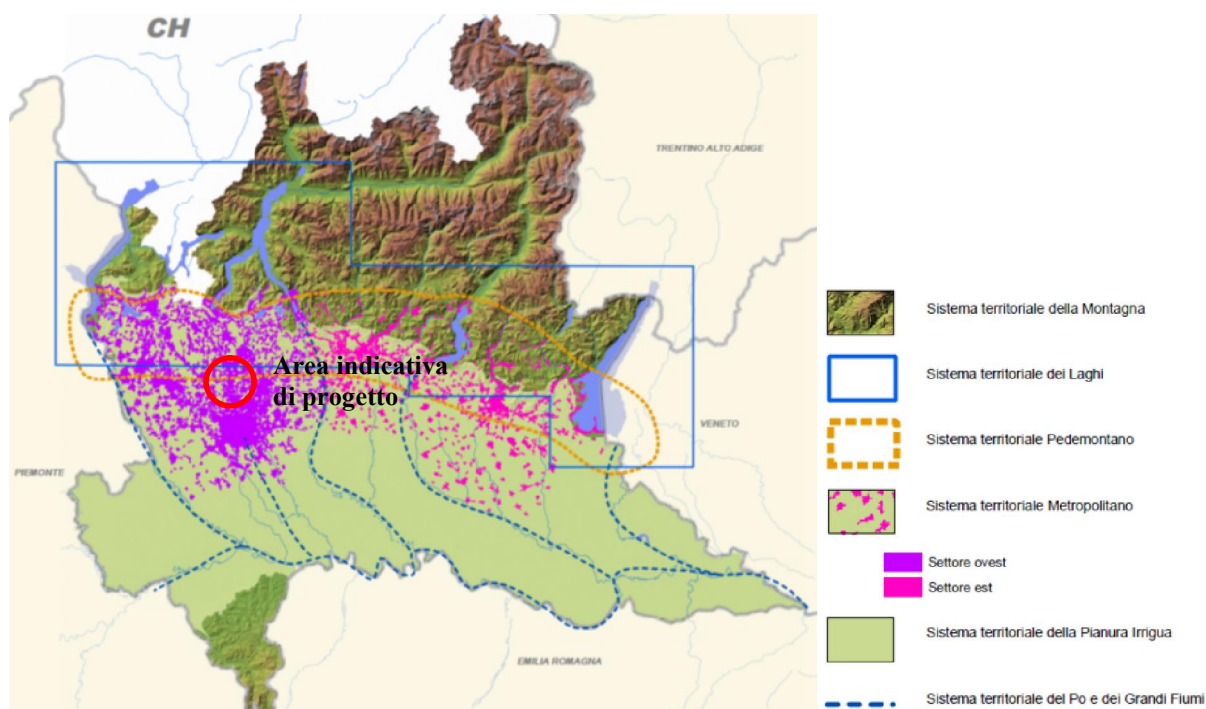 CH
TRENTINO ALTO ADIGE
Area indicativa
di progetto
VENETO
PIEMONTE
EMILIA ROMAGNA
Sistema territoriale della Montagna
Sistema territoriale dei Laghi
Sistema territoriale Pedemontano
Sistema territoriale Metropolitano
Settore ovest
Settore est
Sistema territoriale della Pianura Irrigua
Sistema territoriale del Po e dei Grandi Fiumi